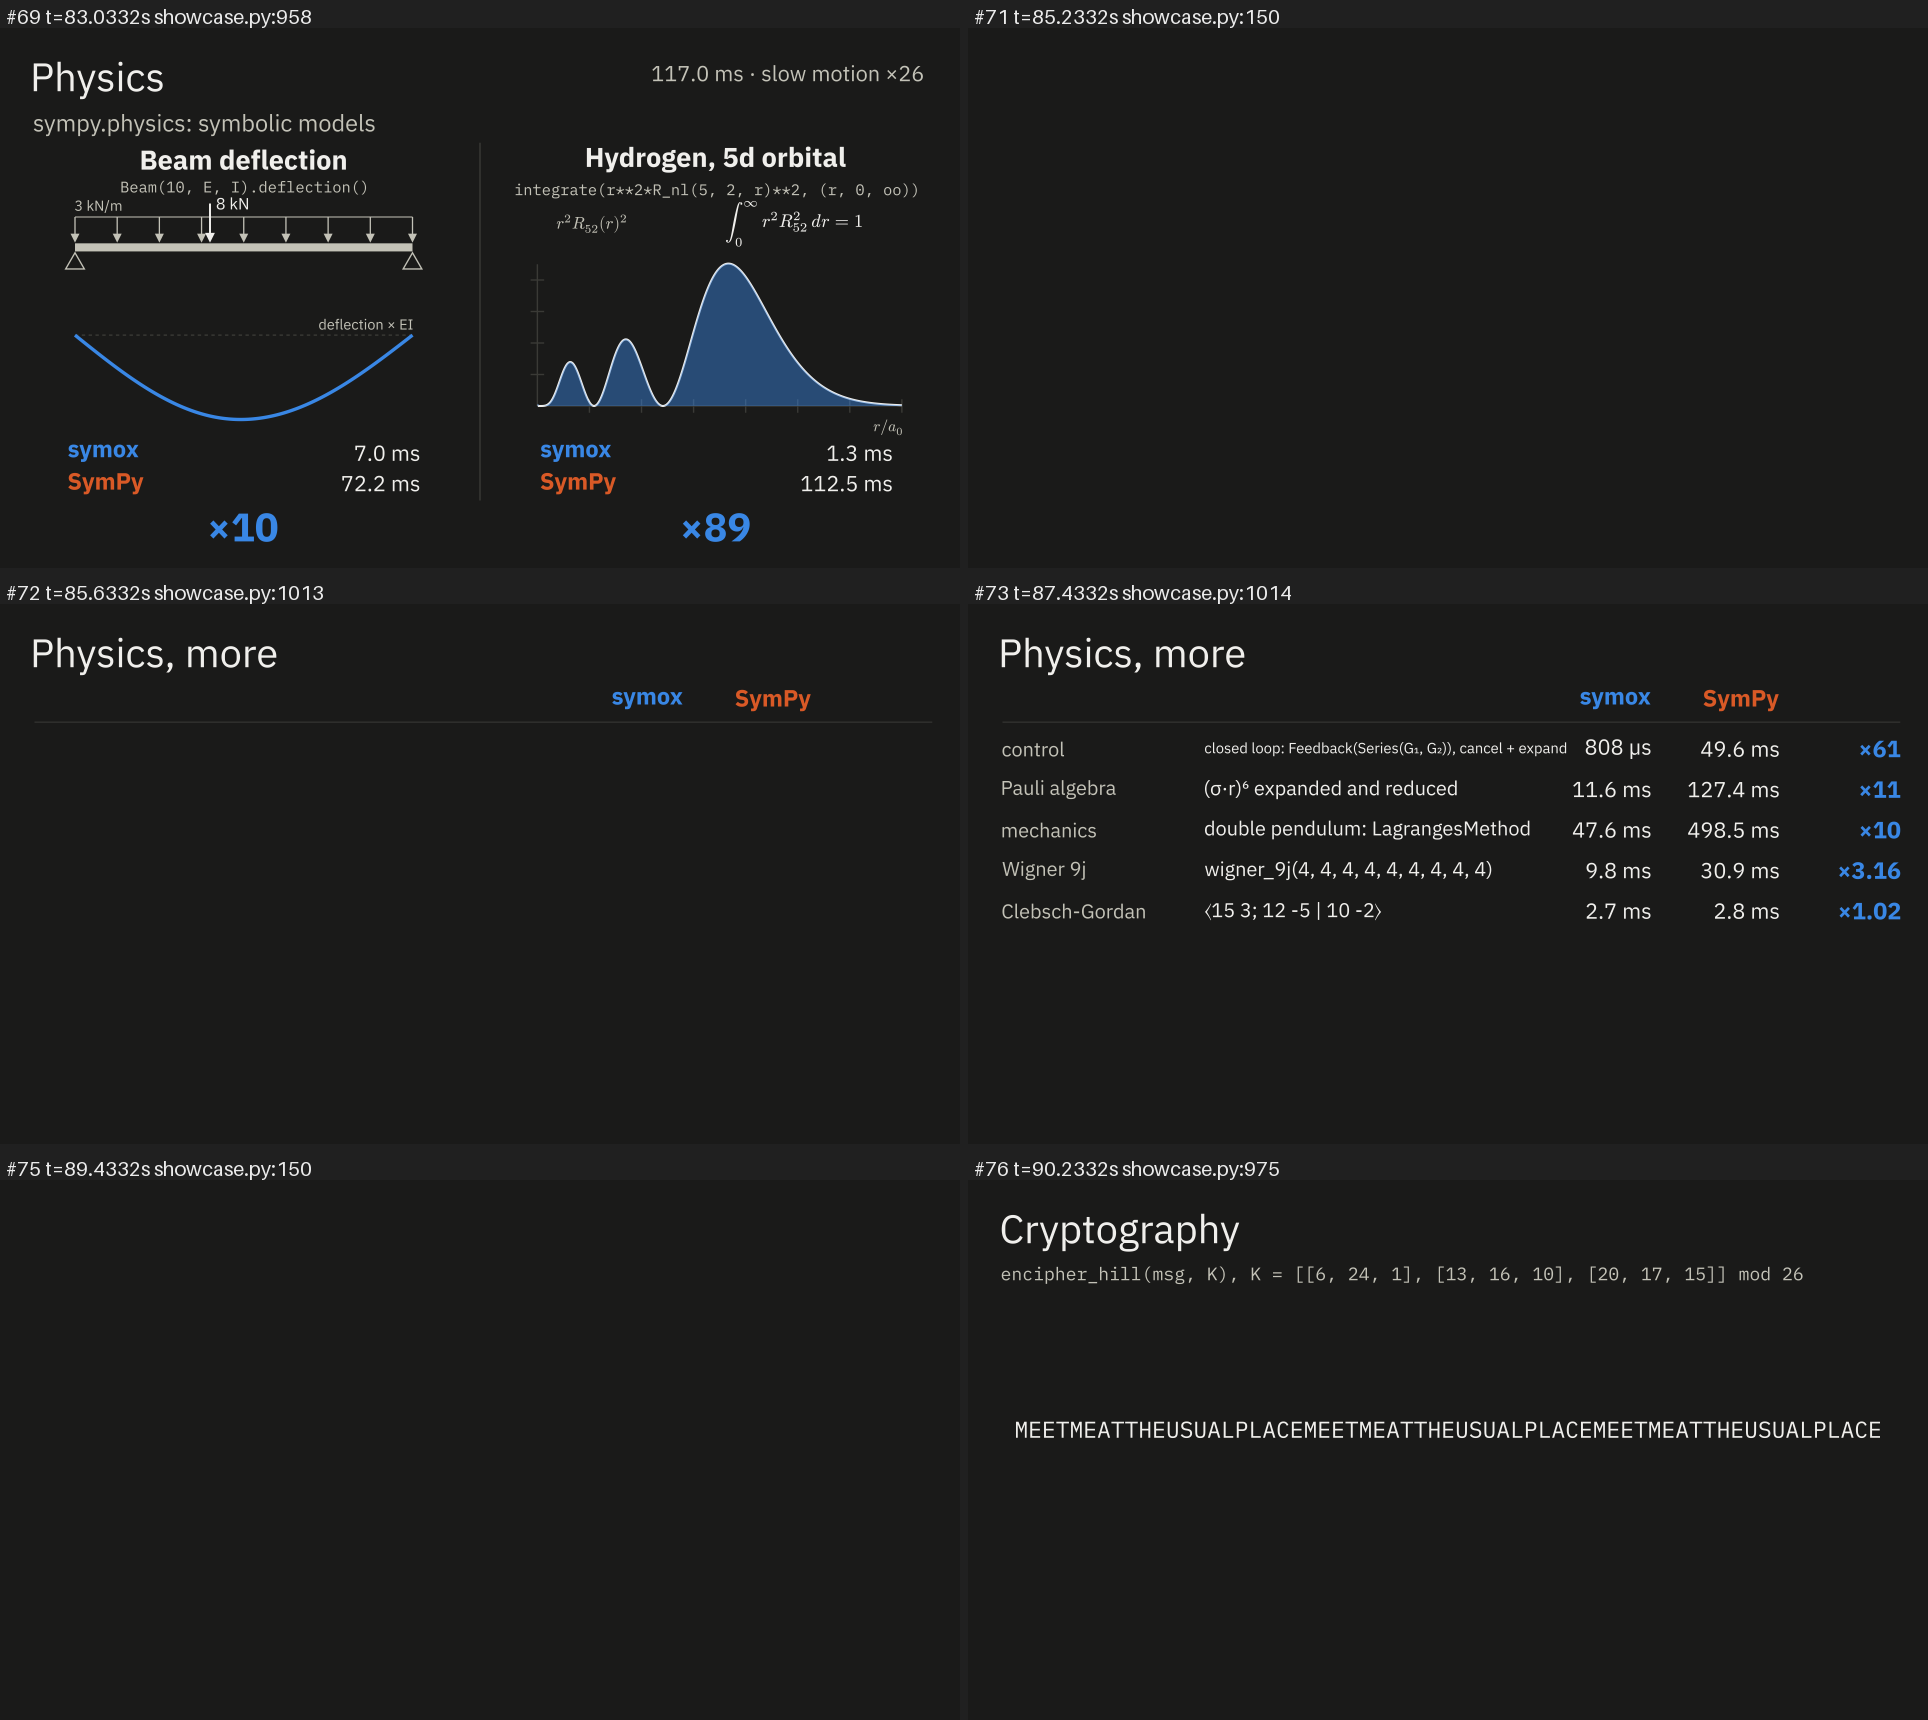 #69 t=83.0332s showcase.py:958
Physics
117.0 ms · slow motion ×26
sympy.physics: symbolic models
Beam deflection
Beam(10, E, I).deflection()
3 kN/m
8 kN
deflection × EI
symox 7.0 ms
SymPy 72.2 ms
×10
Hydrogen, 5d orbital
integrate(r**2*R_nl(5, 2, r)**2, (r, 0, oo))
r²R₅₂(r)²
∫₀^∞ r²R₅₂² dr = 1
r/a₀
symox 1.3 ms
SymPy 112.5 ms
×89
#71 t=85.2332s showcase.py:150
#72 t=85.6332s showcase.py:1013
Physics, more
symox SymPy
#73 t=87.4332s showcase.py:1014
Physics, more
symox SymPy
control closed loop: Feedback(Series(G₁, G₂)), cancel + expand 808 µs 49.6 ms ×61
Pauli algebra (σ·r)⁶ expanded and reduced 11.6 ms 127.4 ms ×11
mechanics double pendulum: LagrangesMethod 47.6 ms 498.5 ms ×10
Wigner 9j wigner_9j(4, 4, 4, 4, 4, 4, 4, 4, 4) 9.8 ms 30.9 ms ×3.16
Clebsch-Gordan ⟨15 3; 12 -5 | 10 -2⟩ 2.7 ms 2.8 ms ×1.02
#75 t=89.4332s showcase.py:150
#76 t=90.2332s showcase.py:975
Cryptography
encipher_hill(msg, K), K = [[6, 24, 1], [13, 16, 10], [20, 17, 15]] mod 26
MEETMEATTHEUSUALPLACEMEETMEATTHEUSUALPLACEMEETMEATTHEUSUALPLACE